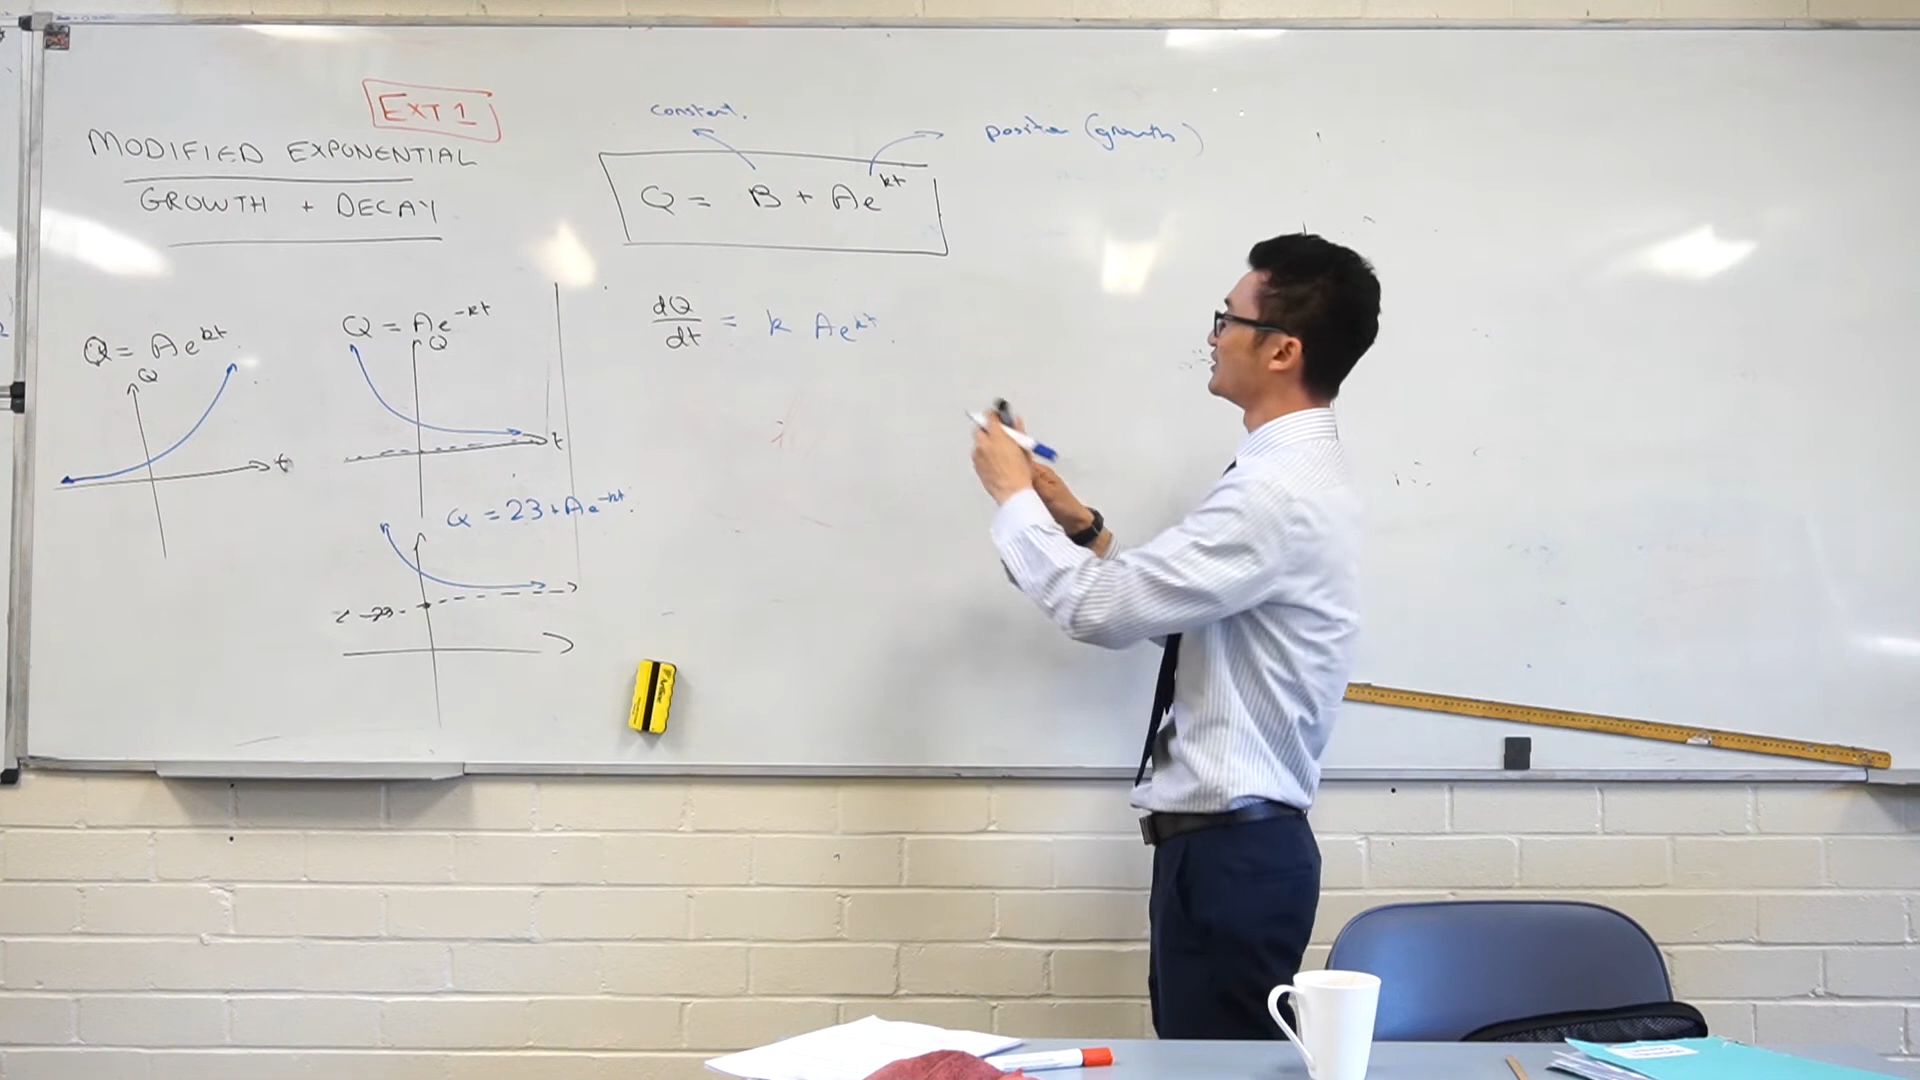 EXT 1
MODIFIED EXPONENTIAL
GROWTH + DECAY
constant.
positive (growth)
Q = B + Ae^kt
Q = Ae^kt
Q
t
Q = Ae^-kt
Q
t
Q = 23 + Ae^-kt
23
dQ/dt = k Ae^kt